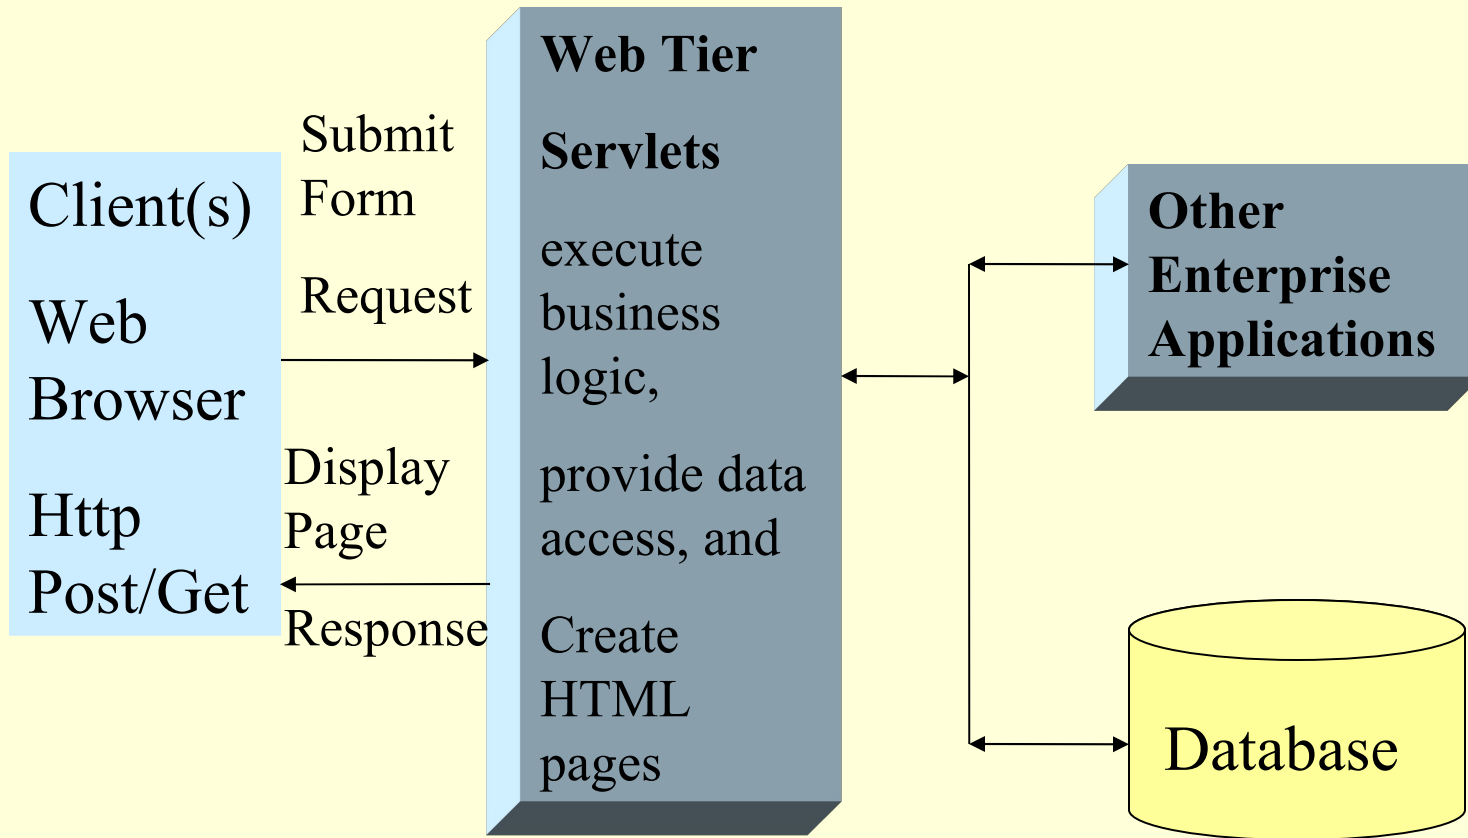 Client(s)
Web
Browser
Http
Post/Get
Submit
Form
Request
Display
Page
Response
Web Tier
Servlets
execute
business
logic,
provide data
access, and
Create
HTML
pages
Other
Enterprise
Applications
Database